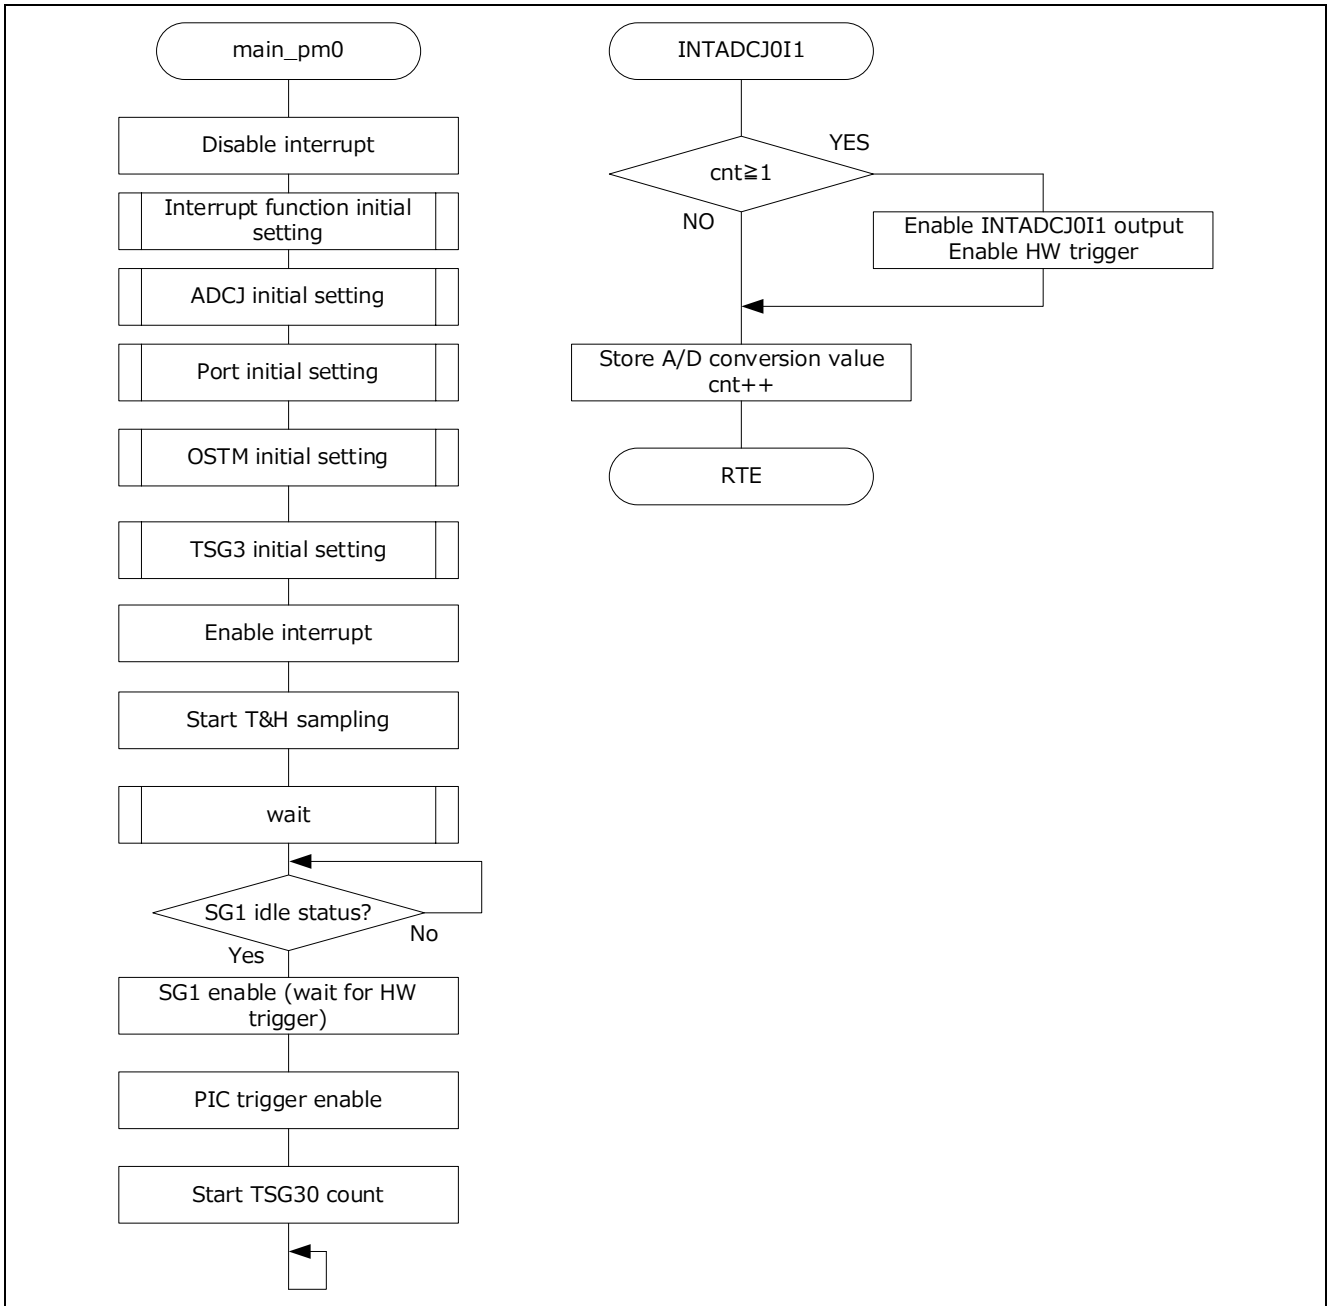 main_pm0
Disable interrupt
Interrupt function initial
setting
ADCJ initial setting
Port initial setting
OSTM initial setting
TSG3 initial setting
Enable interrupt
Start T&H sampling
wait
SG1 idle status?
No
Yes
SG1 enable (wait for HW
trigger)
PIC trigger enable
Start TSG30 count
INTADCJ0I1
YES
cnt≧1
NO
Enable INTADCJ0I1 output
Enable HW trigger
Store A/D conversion value
cnt++
RTE